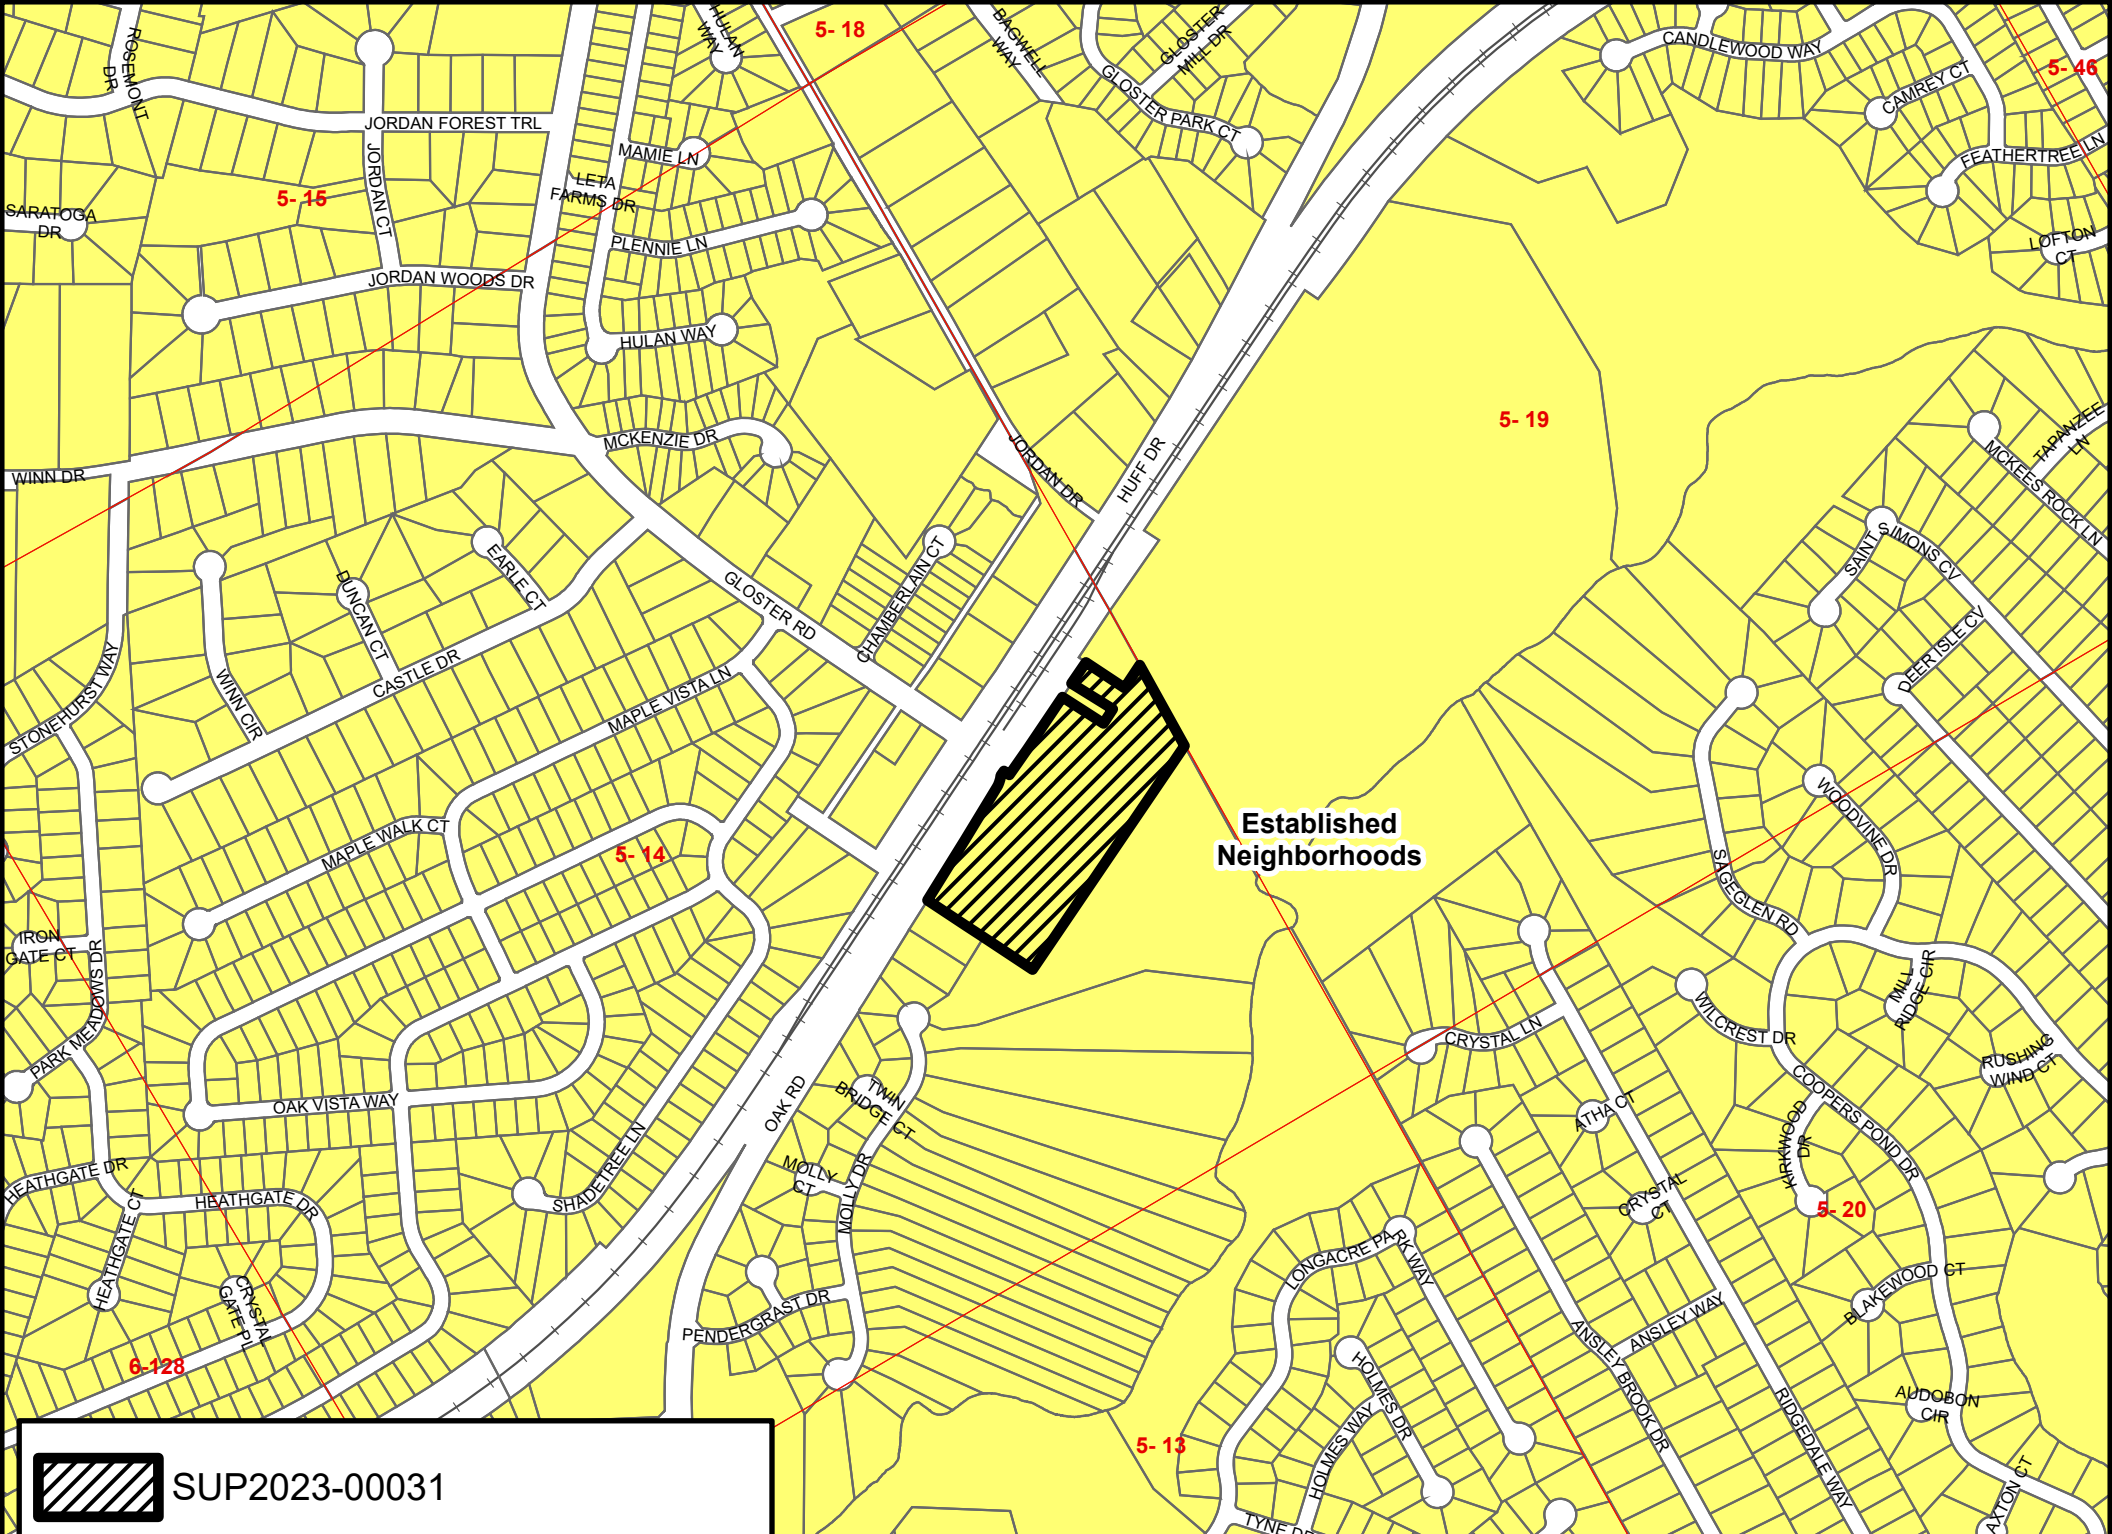 5- 18
HULAN
WAY
BAGWELL
WAY
GLOSTER
MILL DR
CANDLEWOOD WAY
5- 46
ROSEMONT
DR
GLOSTER PARK CT
CAMREY CT
JORDAN FOREST TRL
MAMIE LN
FEATHERTREE LN
JORDAN CT
LETA
FARMS DR
5- 15
SARATOGA
DR
PLENNIE LN
LOFTON
CT
JORDAN WOODS DR
HULAN WAY
5- 19
TAPANZEE
LN
MCKENZIE DR
JORDAN DR
HUFF DR
MCKEES ROCK LN
WINN DR
SAINT SIMONS CV
EARLE CT
DUNCAN CT
GLOSTER RD
CHAMBERLAIN CT
DEER ISLE CV
STONEHURST WAY
WINN CIR
CASTLE DR
MAPLE VISTA LN
Established
Neighborhoods
WOODVINE DR
MAPLE WALK CT
5- 14
SAGEGLEN RD
IRON
GATE CT
PARK MEADOWS DR
MILL
RIDGE CIR
WILCREST DR
CRYSTAL LN
RUSHING
WIND CT
OAK VISTA WAY
OAK RD
TWIN
BRIDGE CT
ATHA CT
COOPERS POND DR
KIRKWOOD
DR
SHADETREE LN
MOLLY
CT
MOLLY DR
HEATHGATE DR
HEATHGATE DR
HEATHGATE CT
CRYSTAL
CT
5- 20
LONGACRE PARK WAY
CRYSTAL
GATE PL
PENDERGRAST DR
BLAKEWOOD CT
ANSLEY WAY
ANSLEY BROOK DR
6-128
HOLMES DR
HOLMES WAY
RIDGEDALE WAY
AUDOBON
CIR
5- 13
SUP2023-00031
TYNE DR
AXTON CT